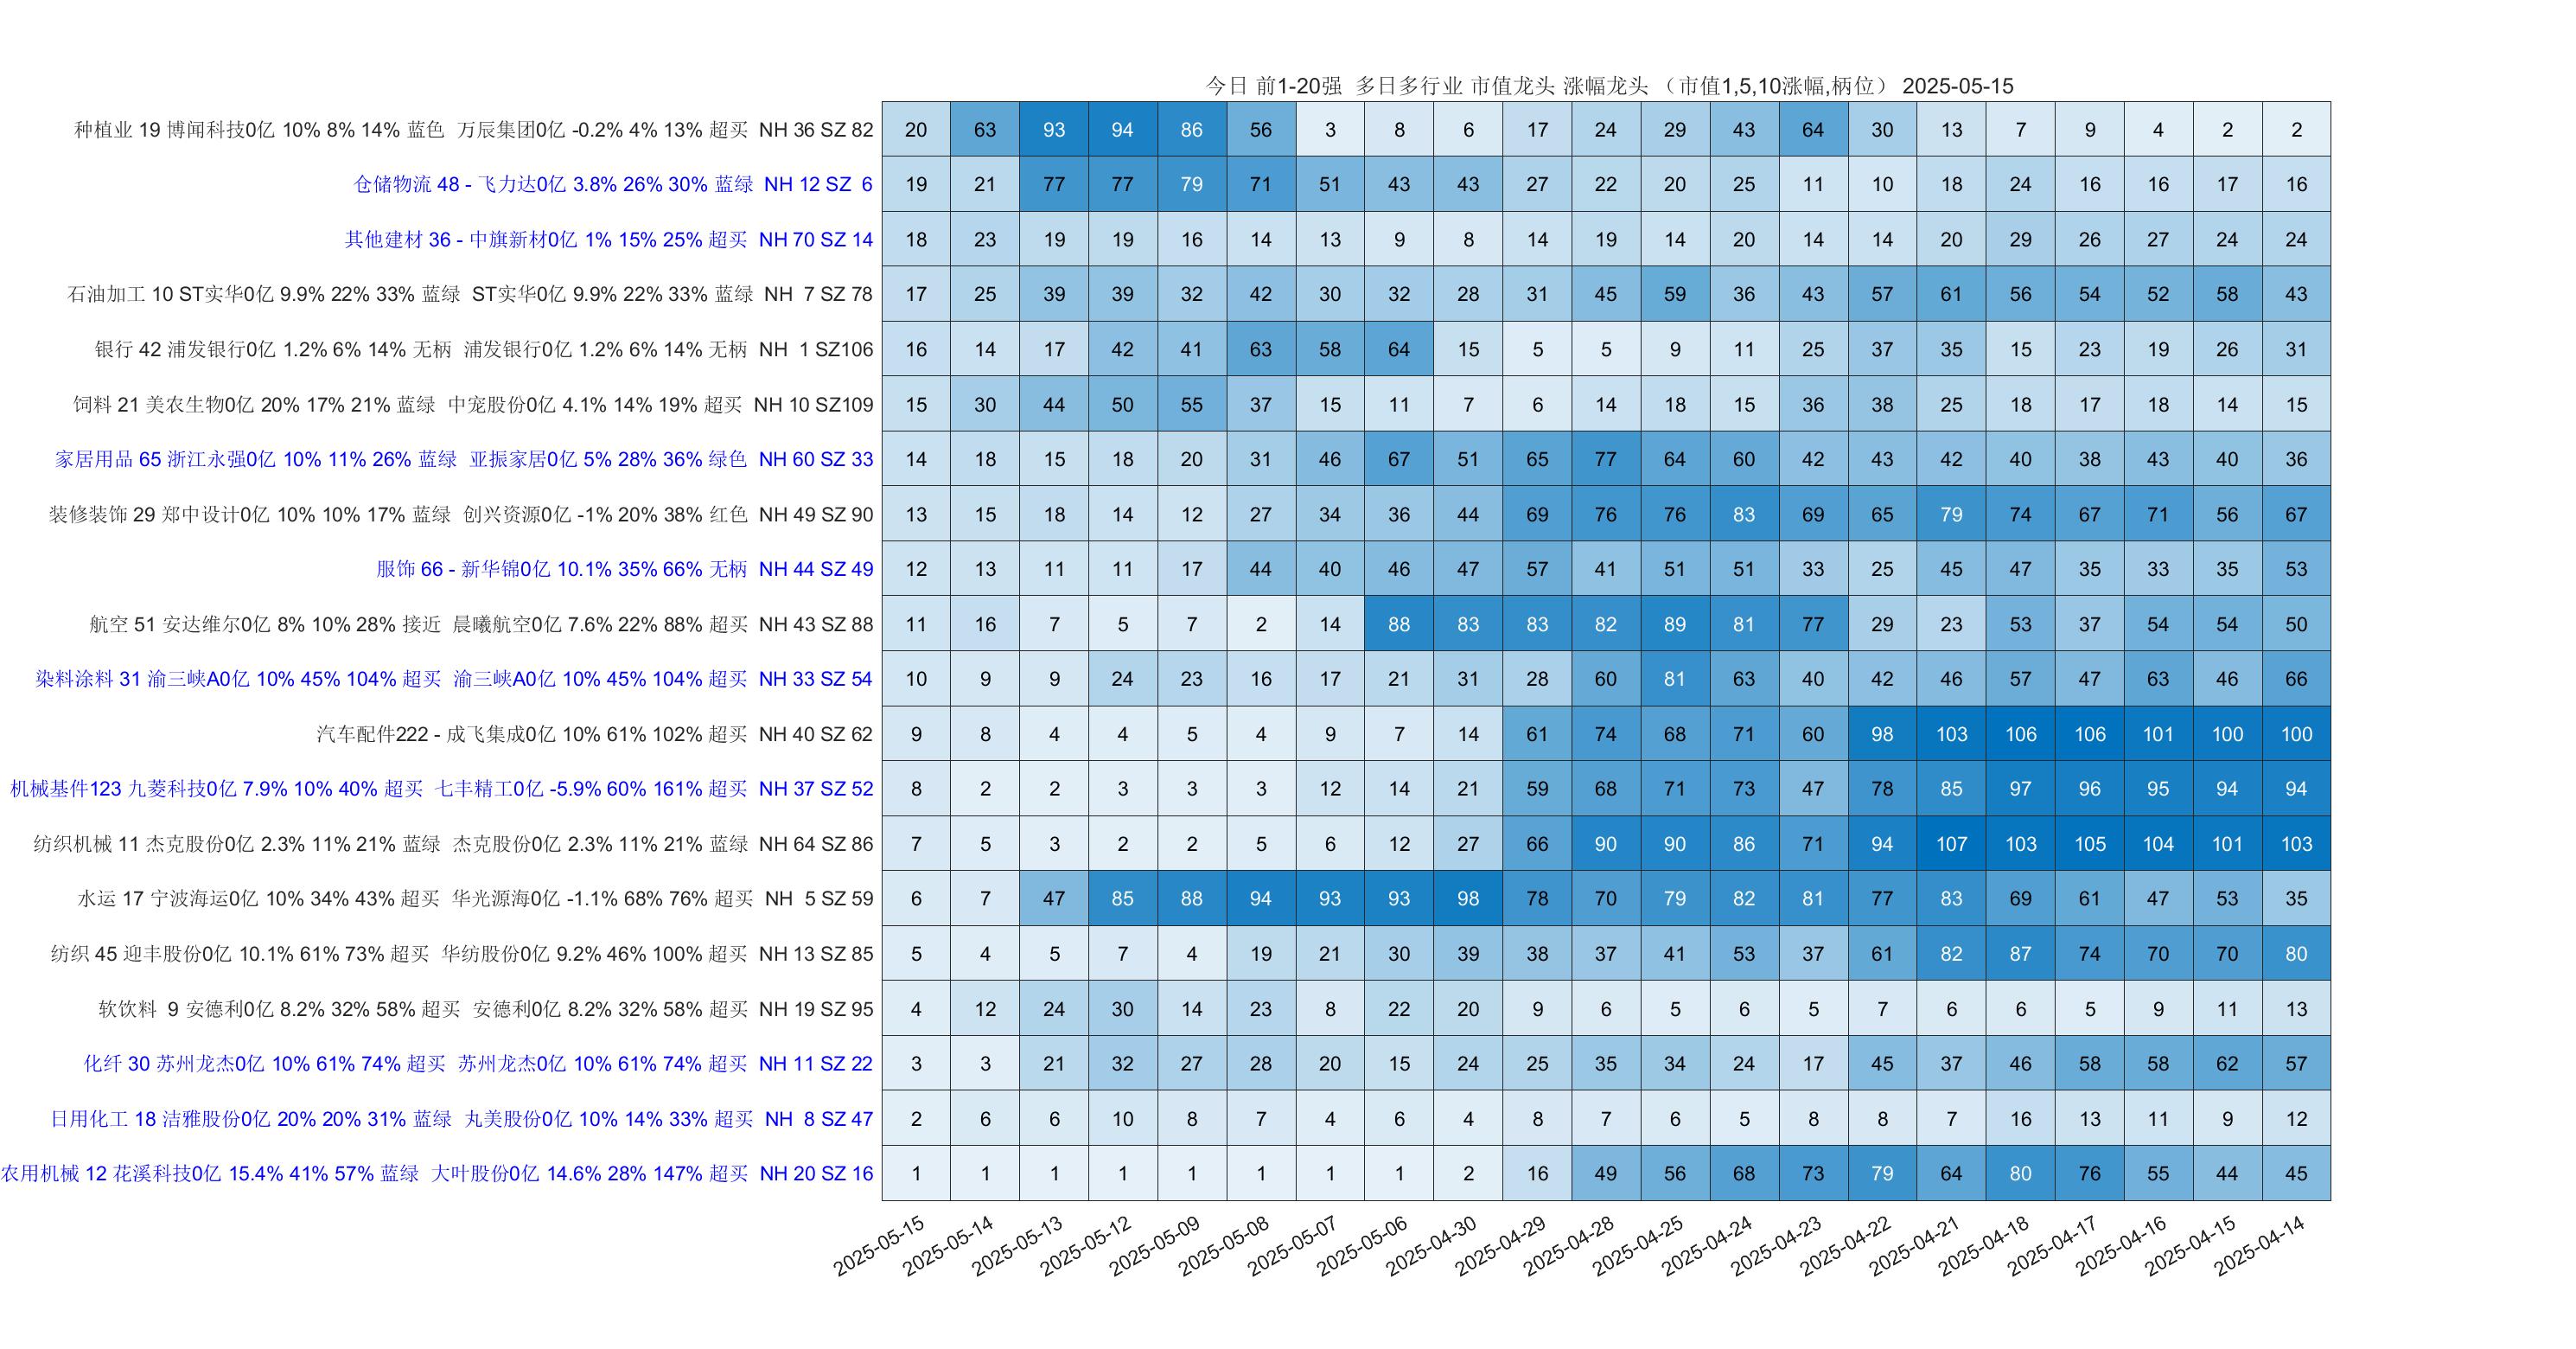 今日 前1-20强 多日多行业 市值龙头 涨幅龙头 （市值1,5,10涨幅,柄位） 2025-05-15
种植业 19 博闻科技0亿 10% 8% 14% 蓝色 万辰集团0亿 -0.2% 4% 13% 超买 NH 36 SZ 82 20 63 93 94 86 56 3 8 6 17 24 29 43 64 30 13 7 9 4 2 2
仓储物流 48 - 飞力达0亿 3.8% 26% 30% 蓝绿 NH 12 SZ 6 19 21 77 77 79 71 51 43 43 27 22 20 25 11 10 18 24 16 16 17 16
其他建材 36 - 中旗新材0亿 1% 15% 25% 超买 NH 70 SZ 14 18 23 19 19 16 14 13 9 8 14 19 14 20 14 14 20 29 26 27 24 24
石油加工 10 ST实华0亿 9.9% 22% 33% 蓝绿 ST实华0亿 9.9% 22% 33% 蓝绿 NH 7 SZ 78 17 25 39 39 32 42 30 32 28 31 45 59 36 43 57 61 56 54 52 58 43
银行 42 浦发银行0亿 1.2% 6% 14% 无柄 浦发银行0亿 1.2% 6% 14% 无柄 NH 1 SZ106 16 14 17 42 41 63 58 64 15 5 5 9 11 25 37 35 15 23 19 26 31
饲料 21 美农生物0亿 20% 17% 21% 蓝绿 中宠股份0亿 4.1% 14% 19% 超买 NH 10 SZ109 15 30 44 50 55 37 15 11 7 6 14 18 15 36 38 25 18 17 18 14 15
家居用品 65 浙江永强0亿 10% 11% 26% 蓝绿 亚振家居0亿 5% 28% 36% 绿色 NH 60 SZ 33 14 18 15 18 20 31 46 67 51 65 77 64 60 42 43 42 40 38 43 40 36
装修装饰 29 郑中设计0亿 10% 10% 17% 蓝绿 创兴资源0亿 -1% 20% 38% 红色 NH 49 SZ 90 13 15 18 14 12 27 34 36 44 69 76 76 83 69 65 79 74 67 71 56 67
服饰 66 - 新华锦0亿 10.1% 35% 66% 无柄 NH 44 SZ 49 12 13 11 11 17 44 40 46 47 57 41 51 51 33 25 45 47 35 33 35 53
航空 51 安达维尔0亿 8% 10% 28% 接近 晨曦航空0亿 7.6% 22% 88% 超买 NH 43 SZ 88 11 16 7 5 7 2 14 88 83 83 82 89 81 77 29 23 53 37 54 54 50
染料涂料 31 渝三峡A0亿 10% 45% 104% 超买 渝三峡A0亿 10% 45% 104% 超买 NH 33 SZ 54 10 9 9 24 23 16 17 21 31 28 60 81 63 40 42 46 57 47 63 46 66
汽车配件222 - 成飞集成0亿 10% 61% 102% 超买 NH 40 SZ 62 9 8 4 4 5 4 9 7 14 61 74 68 71 60 98 103 106 106 101 100 100
机械基件123 九菱科技0亿 7.9% 10% 40% 超买 七丰精工0亿 -5.9% 60% 161% 超买 NH 37 SZ 52 8 2 2 3 3 3 12 14 21 59 68 71 73 47 78 85 97 96 95 94 94
纺织机械 11 杰克股份0亿 2.3% 11% 21% 蓝绿 杰克股份0亿 2.3% 11% 21% 蓝绿 NH 64 SZ 86 7 5 3 2 2 5 6 12 27 66 90 90 86 71 94 107 103 105 104 101 103
水运 17 宁波海运0亿 10% 34% 43% 超买 华光源海0亿 -1.1% 68% 76% 超买 NH 5 SZ 59 6 7 47 85 88 94 93 93 98 78 70 79 82 81 77 83 69 61 47 53 35
纺织 45 迎丰股份0亿 10.1% 61% 73% 超买 华纺股份0亿 9.2% 46% 100% 超买 NH 13 SZ 85 5 4 5 7 4 19 21 30 39 38 37 41 53 37 61 82 87 74 70 70 80
软饮料 9 安德利0亿 8.2% 32% 58% 超买 安德利0亿 8.2% 32% 58% 超买 NH 19 SZ 95 4 12 24 30 14 23 8 22 20 9 6 5 6 5 7 6 6 5 9 11 13
化纤 30 苏州龙杰0亿 10% 61% 74% 超买 苏州龙杰0亿 10% 61% 74% 超买 NH 11 SZ 22 3 3 21 32 27 28 20 15 24 25 35 34 24 17 45 37 46 58 58 62 57
日用化工 18 洁雅股份0亿 20% 20% 31% 蓝绿 丸美股份0亿 10% 14% 33% 超买 NH 8 SZ 47 2 6 6 10 8 7 4 6 4 8 7 6 5 8 8 7 16 13 11 9 12
农用机械 12 花溪科技0亿 15.4% 41% 57% 蓝绿 大叶股份0亿 14.6% 28% 147% 超买 NH 20 SZ 16 1 1 1 1 1 1 1 1 2 16 49 56 68 73 79 64 80 76 55 44 45
2025-05-15 2025-05-14 2025-05-13 2025-05-12 2025-05-09 2025-05-08 2025-05-07 2025-05-06 2025-04-30 2025-04-29 2025-04-28 2025-04-25 2025-04-24 2025-04-23 2025-04-22 2025-04-21 2025-04-18 2025-04-17 2025-04-16 2025-04-15 2025-04-14